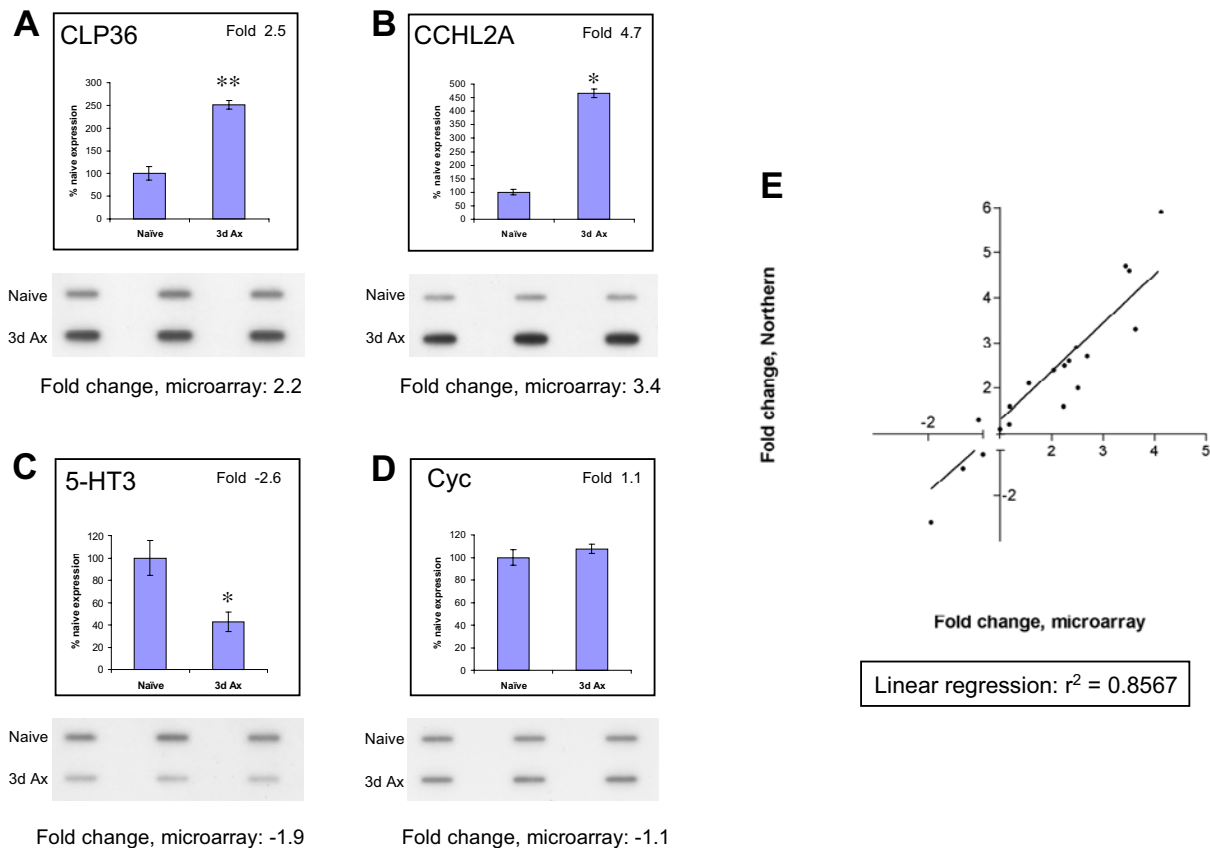 A
CLP36
Fold 2.5
% naive expression
300
250
200
150
100
50
0
**
Naïve
3d Ax
Naive
3d Ax
Fold change, microarray: 2.2
B
CCHL2A
Fold 4.7
% naive expression
500
450
400
350
300
250
200
150
100
50
0
*
Naïve
3d Ax
Naive
3d Ax
Fold change, microarray: 3.4
C
5-HT3
Fold -2.6
% naive expression
120
100
80
60
40
20
0
*
Naïve
3d Ax
Naive
3d Ax
Fold change, microarray: -1.9
D
Cyc
Fold 1.1
% naive expression
120
100
80
60
40
20
0
Naïve
3d Ax
Naive
3d Ax
Fold change, microarray: -1.1
E
Fold change, Northern
6
5
4
3
2
-2
2
3
4
5
-2
Fold change, microarray
Linear regression: r² = 0.8567